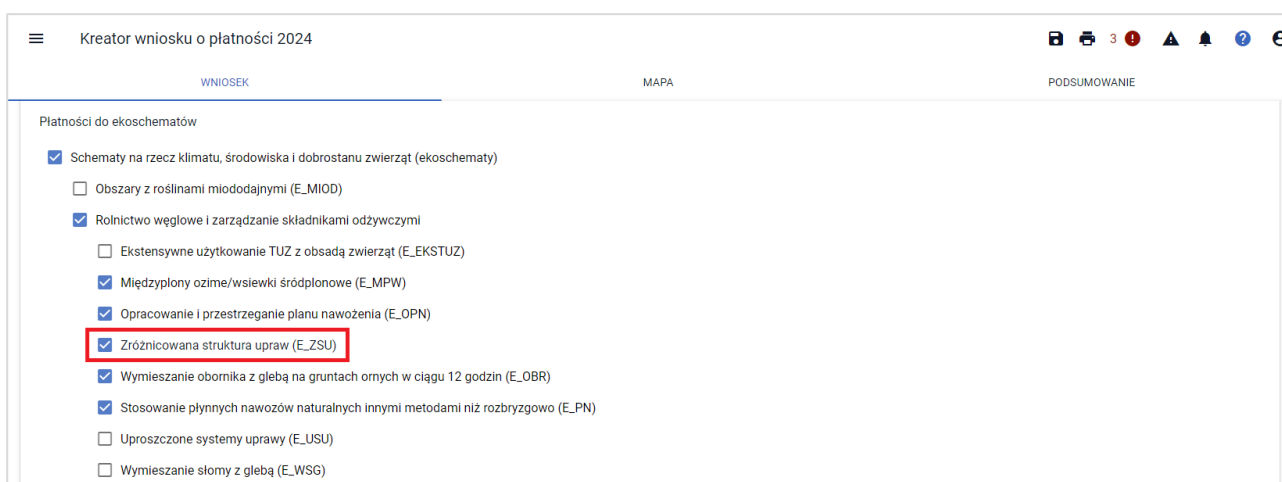 Kreator wniosku o płatności 2024 3
WNIOSEK MAPA PODSUMOWANIE
Płatności do ekoschematów
Schematy na rzecz klimatu, środowiska i dobrostanu zwierząt (ekoschematy)
Obszary z roślinami miododajnymi (E_MIOD)
Rolnictwo węglowe i zarządzanie składnikami odżywczymi
Ekstensywne użytkowanie TUZ z obsadą zwierząt (E_EKSTUZ)
Międzyplony ozime/wsiewki śródplonowe (E_MPW)
Opracowanie i przestrzeganie planu nawożenia (E_OPN)
Zróżnicowana struktura upraw (E_ZSU)
Wymieszanie obornika z glebą na gruntach ornych w ciągu 12 godzin (E_OBR)
Stosowanie płynnych nawozów naturalnych innymi metodami niż rozbryzgowo (E_PN)
Uproszczone systemy uprawy (E_USU)
Wymieszanie słomy z glebą (E_WSG)